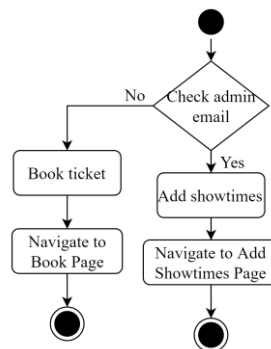 Check admin
email
No
Yes
Book ticket
Add showtimes
Navigate to
Book Page
Navigate to Add
Showtimes Page